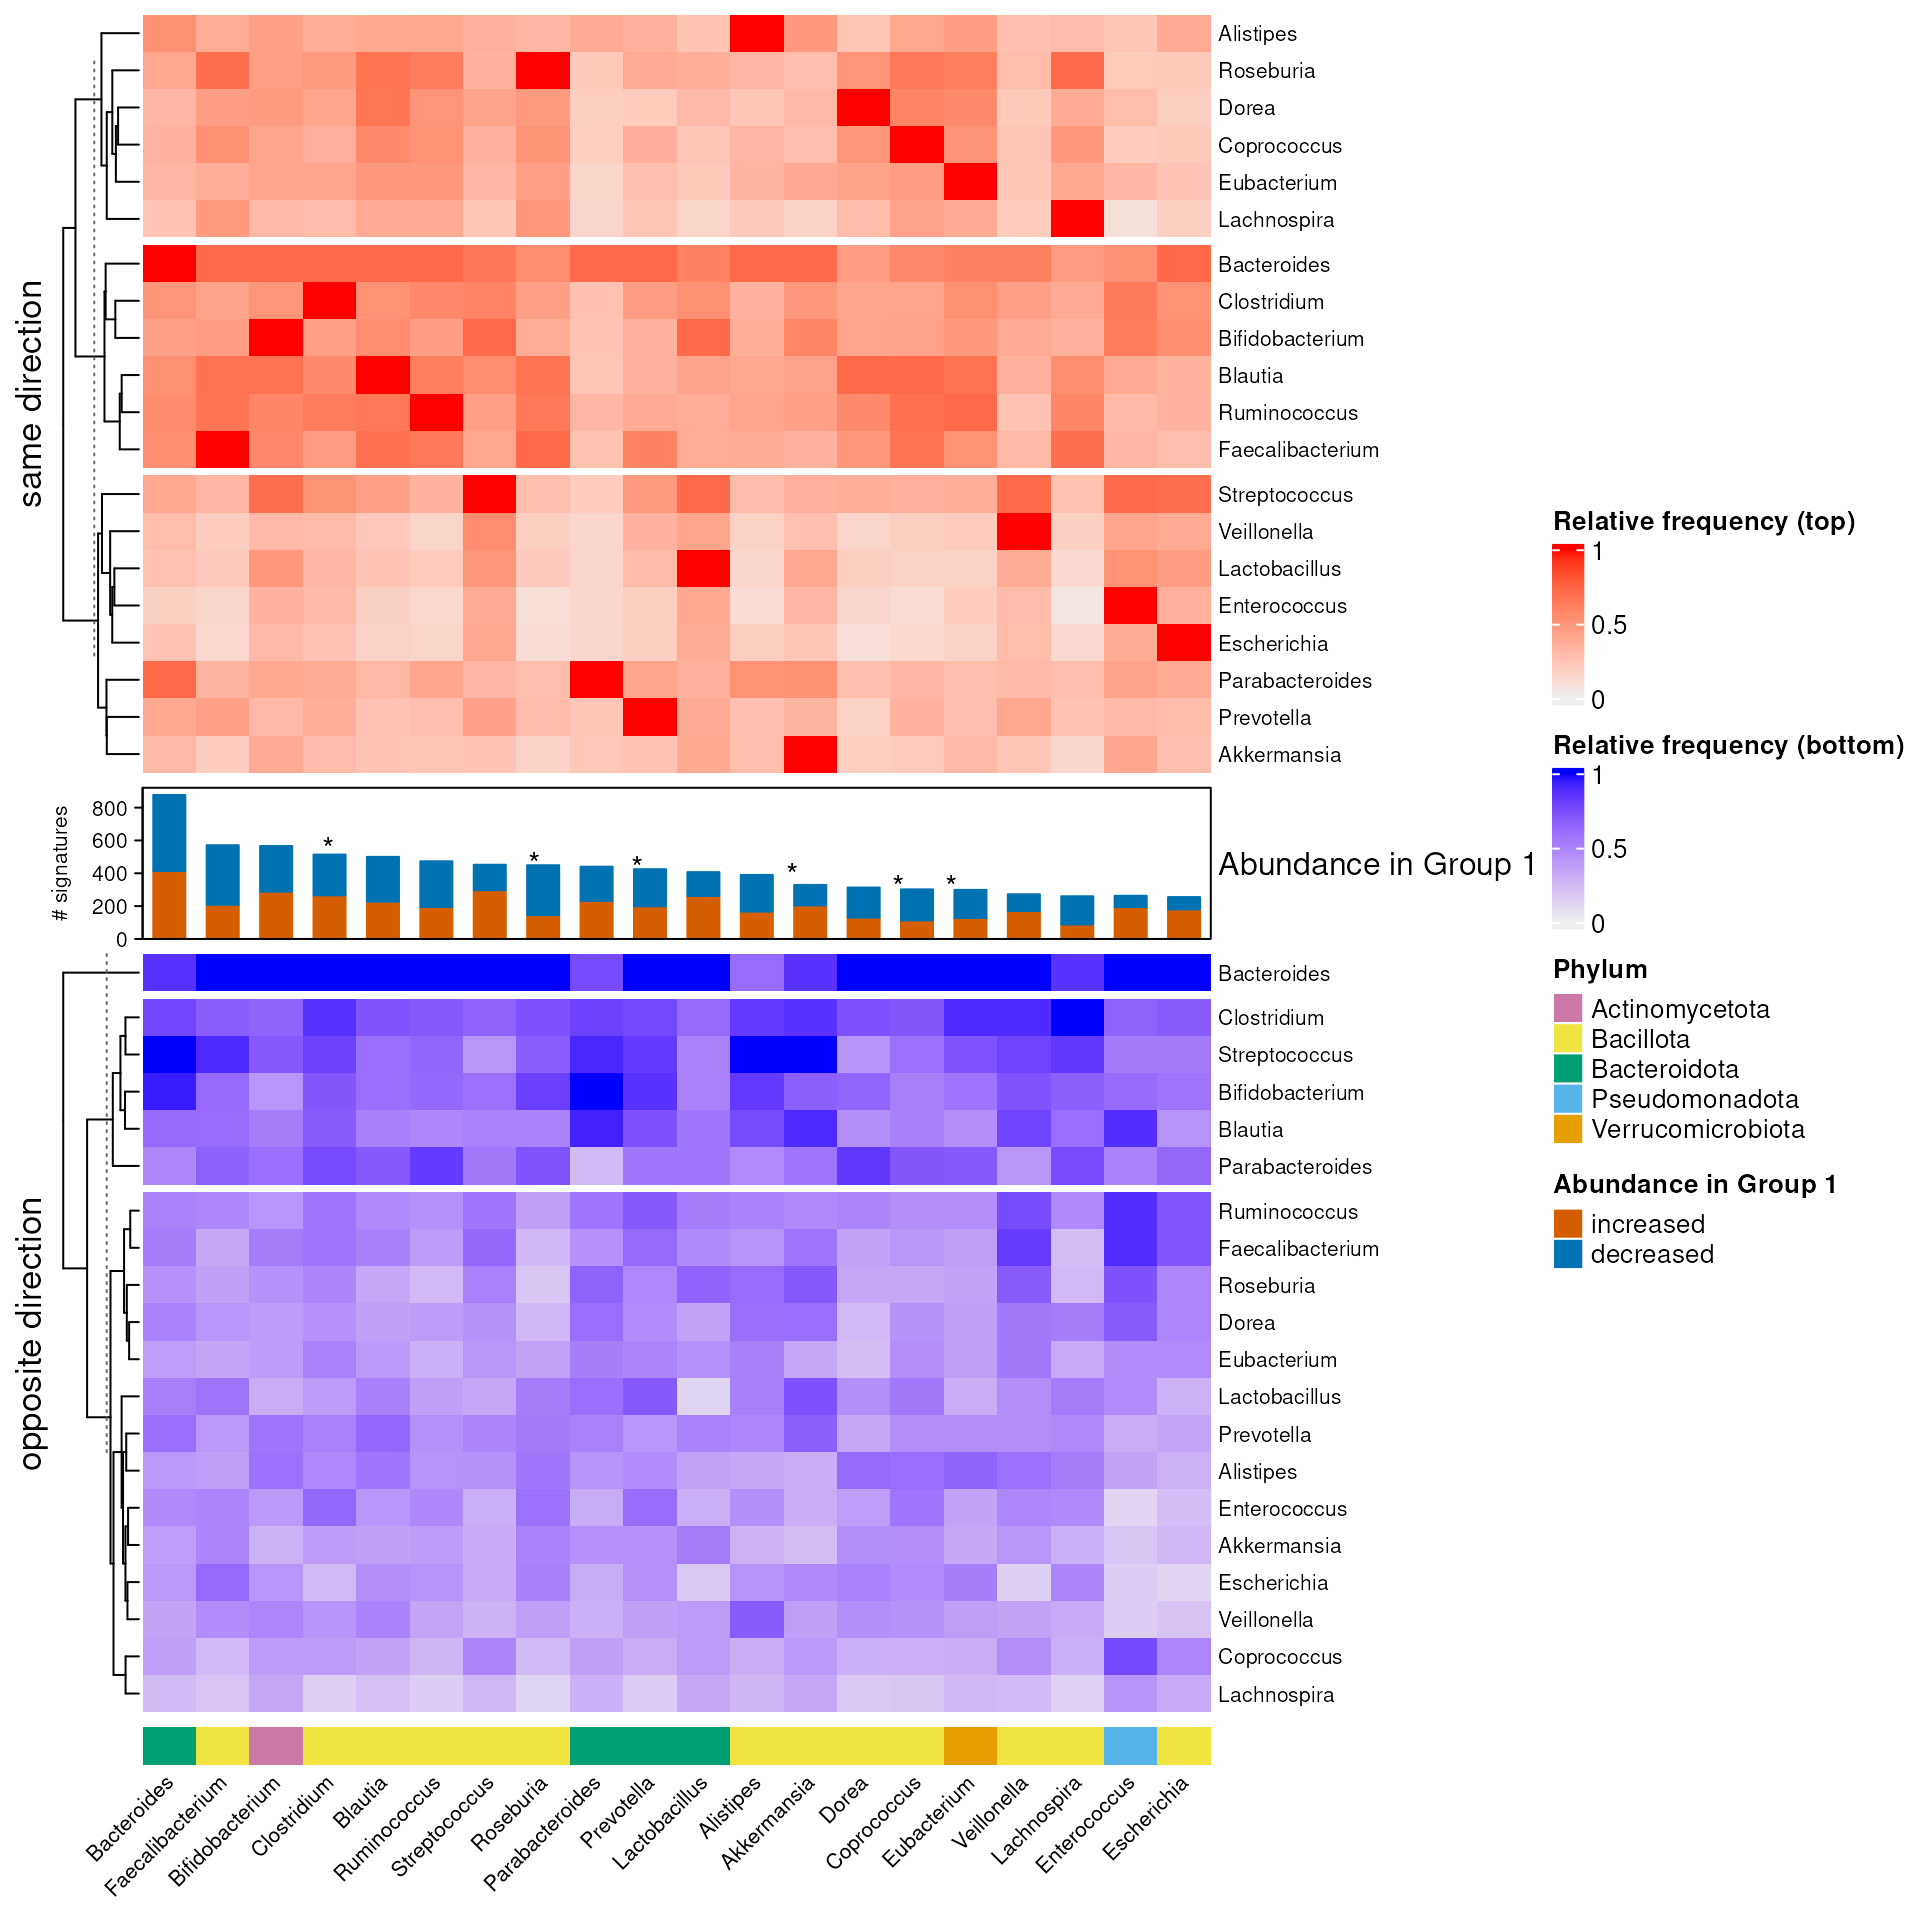 same direction
Alistipes
Roseburia
Dorea
Coprococcus
Eubacterium
Lachnospira
Bacteroides
Clostridium
Bifidobacterium
Blautia
Ruminococcus
Faecalibacterium
Streptococcus
Veillonella
Lactobacillus
Enterococcus
Escherichia
Parabacteroides
Prevotella
Akkermansia
# signatures
800
600
400
200
0
* * * * * *
Abundance in Group 1
opposite direction
Bacteroides
Clostridium
Streptococcus
Bifidobacterium
Blautia
Parabacteroides
Ruminococcus
Faecalibacterium
Roseburia
Dorea
Eubacterium
Lactobacillus
Prevotella
Alistipes
Enterococcus
Akkermansia
Escherichia
Veillonella
Coprococcus
Lachnospira
Bacteroides
Faecalibacterium
Bifidobacterium
Clostridium
Blautia
Ruminococcus
Streptococcus
Roseburia
Parabacteroides
Prevotella
Lactobacillus
Alistipes
Akkermansia
Dorea
Coprococcus
Eubacterium
Veillonella
Lachnospira
Enterococcus
Escherichia
Relative frequency (top)
1
0.5
0
Relative frequency (bottom)
1
0.5
0
Phylum
Actinomycetota
Bacillota
Bacteroidota
Pseudomonadota
Verrucomicrobiota
Abundance in Group 1
increased
decreased